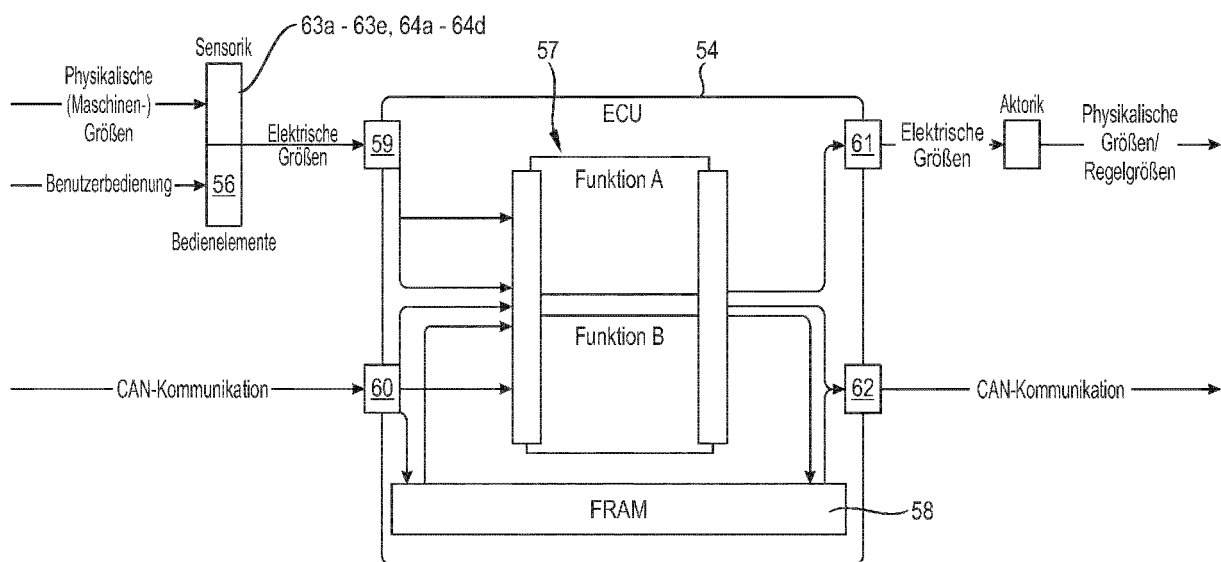 63a - 63e, 64a - 64d
Sensorik
Physikalische
(Maschinen-)
Größen
Benutzerbedienung
56
Bedienelemente
Elektrische
Größen
57
54
ECU
59
Funktion A
Funktion B
61
Elektrische
Größen
Aktorik
Physikalische
Größen/
Regelgrößen
CAN-Kommunikation
60
62
CAN-Kommunikation
FRAM
58